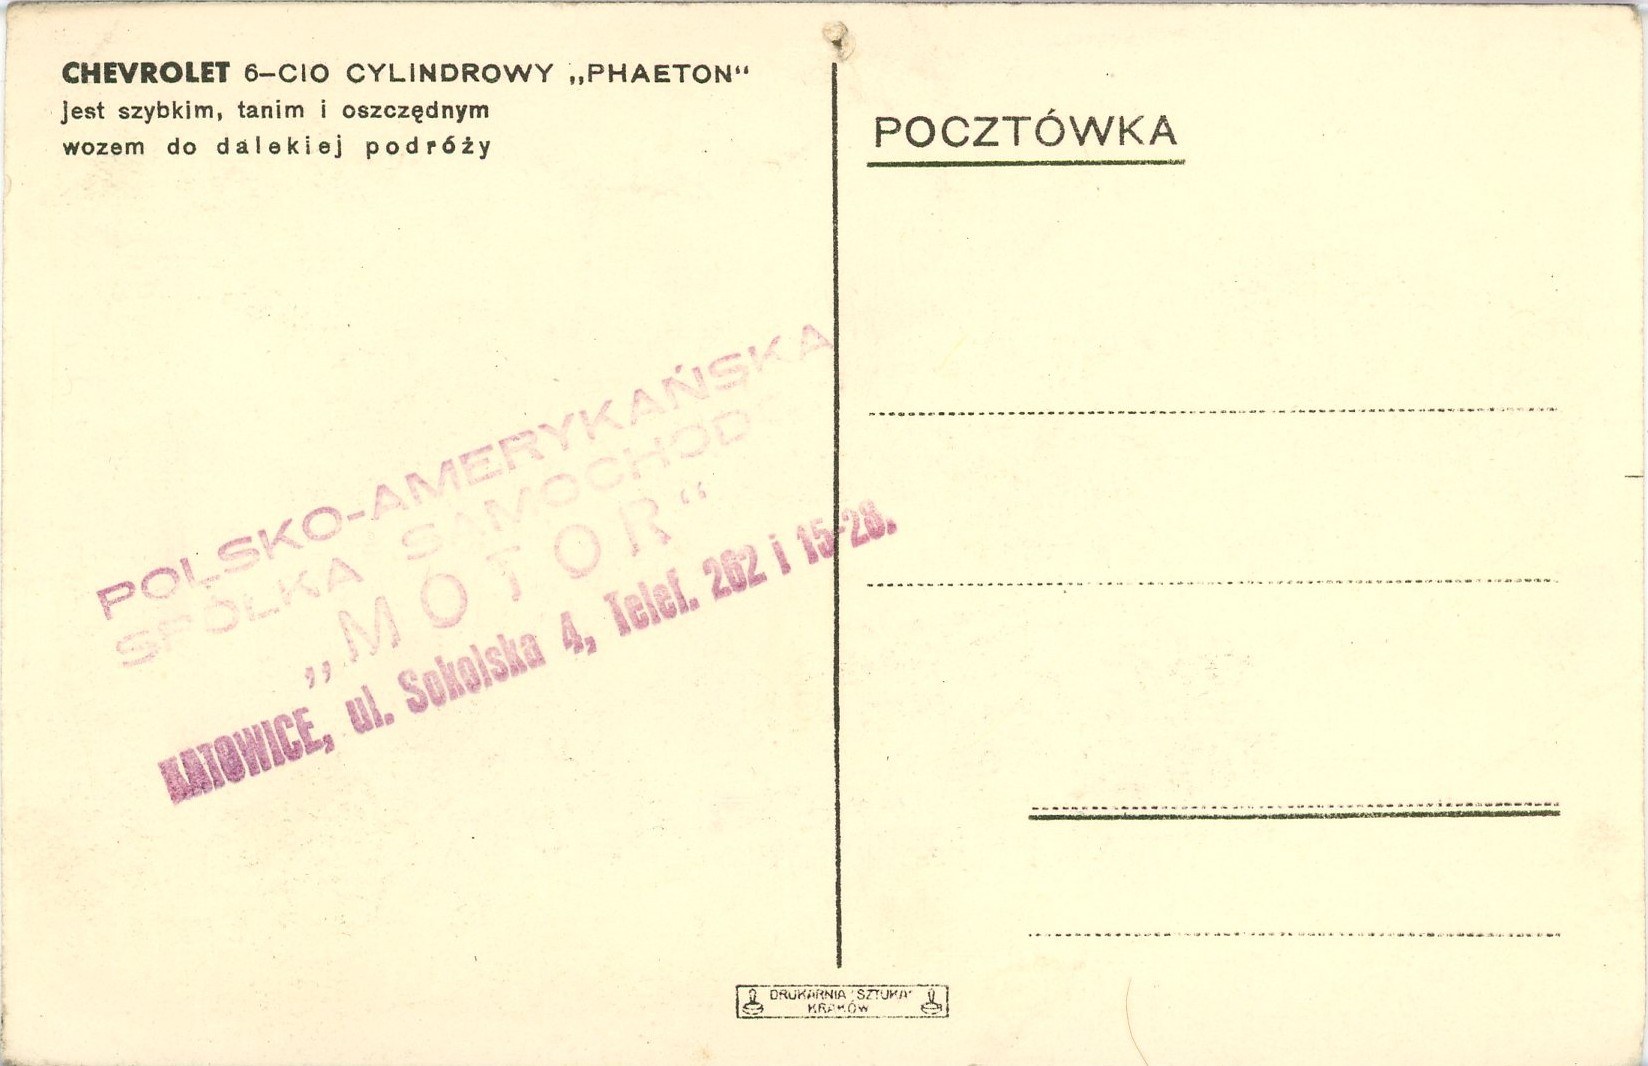 CHEVROLET 6-CIO CYLINDROWY „PHAETON“
jest szybkim, tanim i oszczędnym
wozem do dalekiej podróży
POCZTÓWKA
POLSKO-AMERYKAŃSKA
SPÓŁKA SAMOCHOD
„MOTOR“
KATOWICE, ul. Sokolska 4, Telef. 262 i 15-28.
DRUKARNIA "SZTUKA"
KRAKÓW